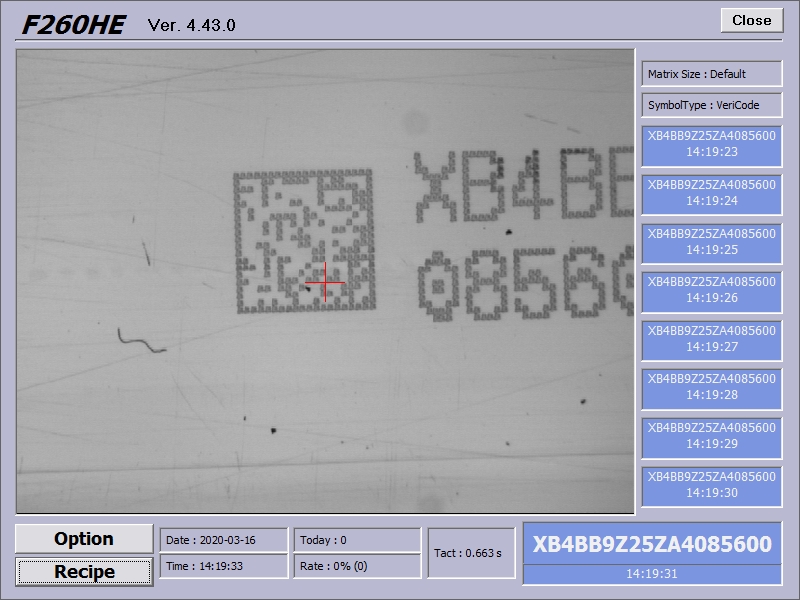 F260HE Ver. 4.43.0
Close
XB4BB
08580
Matrix Size : Default
SymbolType : VeriCode
XB4BB9Z25ZA4085600
14:19:23
XB4BB9Z25ZA4085600
14:19:24
XB4BB9Z25ZA4085600
14:19:25
XB4BB9Z25ZA4085600
14:19:26
XB4BB9Z25ZA4085600
14:19:27
XB4BB9Z25ZA4085600
14:19:28
XB4BB9Z25ZA4085600
14:19:29
XB4BB9Z25ZA4085600
14:19:30
Option
Recipe
Date : 2020-03-16
Time : 14:19:33
Today : 0
Rate : 0% (0)
Tact : 0.663 s
XB4BB9Z25ZA4085600
14:19:31